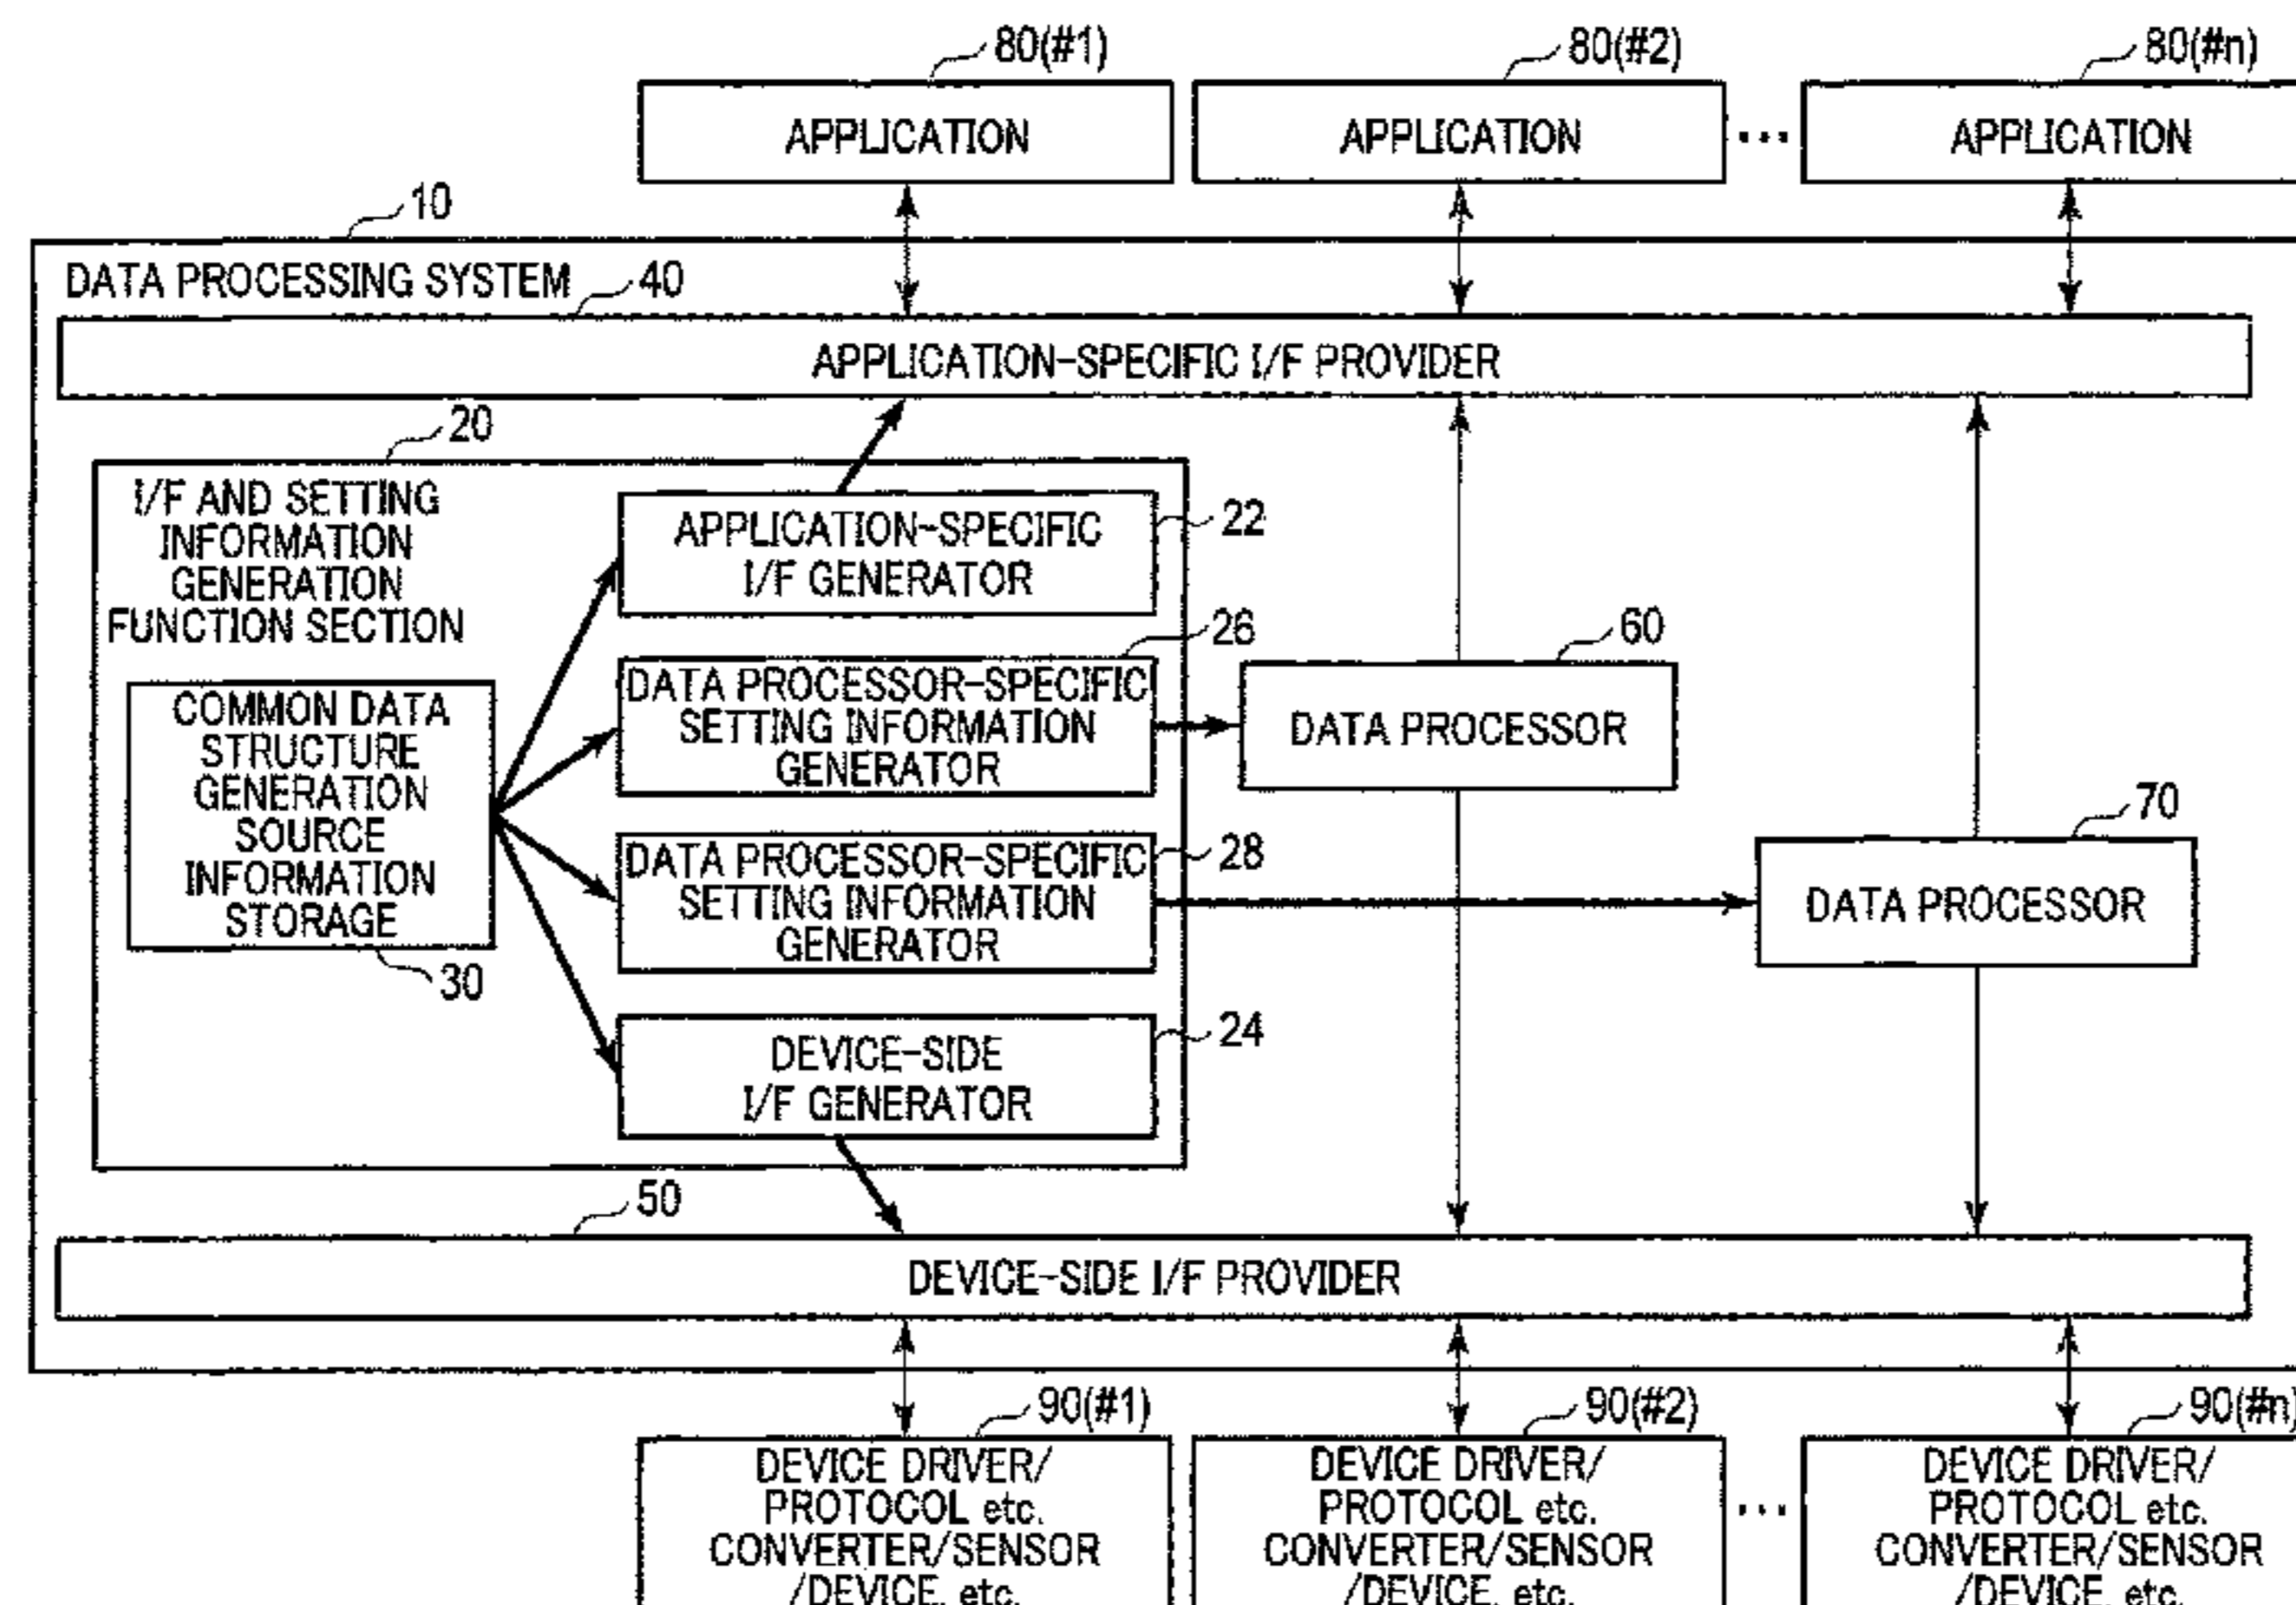 80(#1)
80(#2)
80(#n)
APPLICATION
APPLICATION
...
APPLICATION
10
DATA PROCESSING SYSTEM
40
APPLICATION-SPECIFIC I/F PROVIDER
20
I/F AND SETTING
INFORMATION
GENERATION
FUNCTION SECTION
APPLICATION-SPECIFIC
I/F GENERATOR
22
26
DATA PROCESSOR-SPECIFIC
SETTING INFORMATION
GENERATOR
60
DATA PROCESSOR
COMMON DATA
STRUCTURE
GENERATION
SOURCE
INFORMATION
STORAGE
30
DATA PROCESSOR-SPECIFIC
SETTING INFORMATION
GENERATOR
28
70
DATA PROCESSOR
DEVICE-SIDE
I/F GENERATOR
24
50
DEVICE-SIDE I/F PROVIDER
90(#1)
90(#2)
90(#n)
DEVICE DRIVER/
PROTOCOL etc.
CONVERTER/SENSOR
/DEVICE, etc.
DEVICE DRIVER/
PROTOCOL etc.
CONVERTER/SENSOR
/DEVICE, etc.
...
DEVICE DRIVER/
PROTOCOL etc.
CONVERTER/SENSOR
/DEVICE, etc.